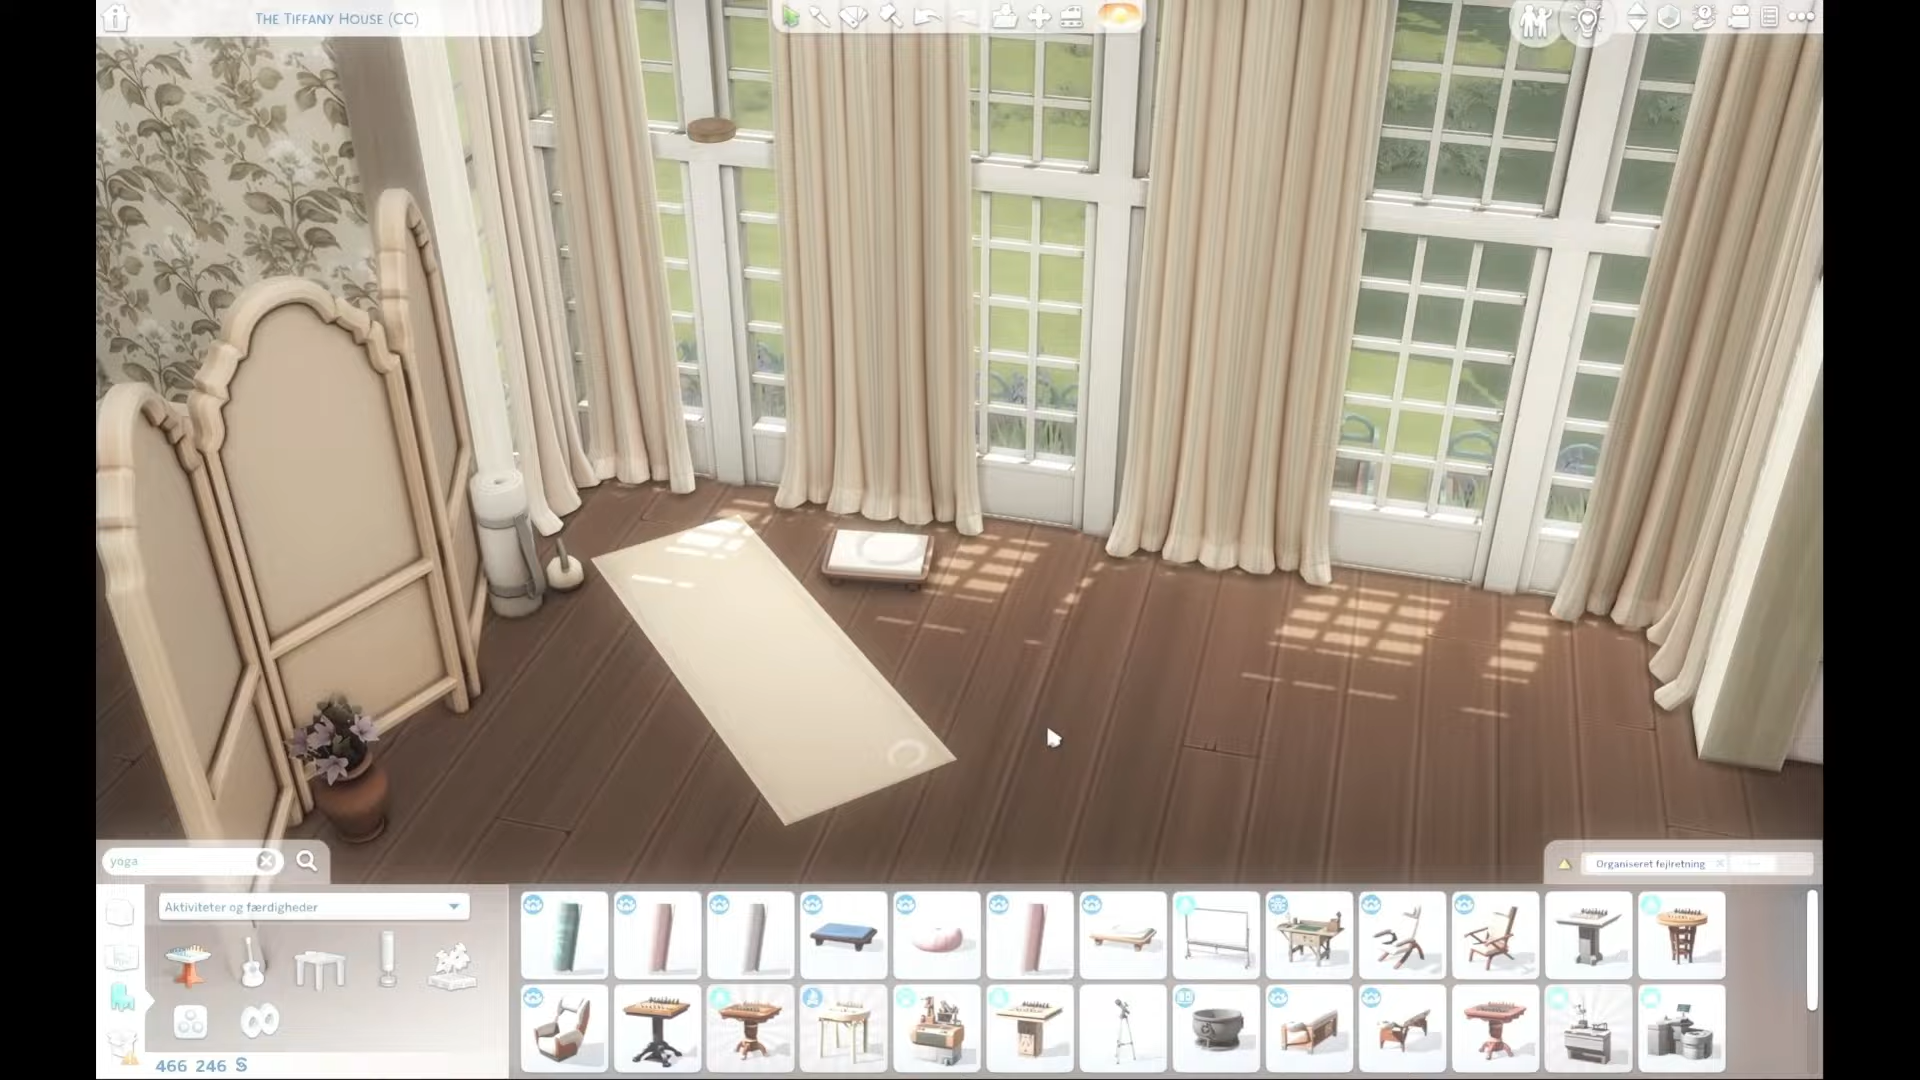 THE TIFFANY HOUSE (CC)
yoga
Organiseret fejlretning
Aktiviteter og færdigheder
466 246 S